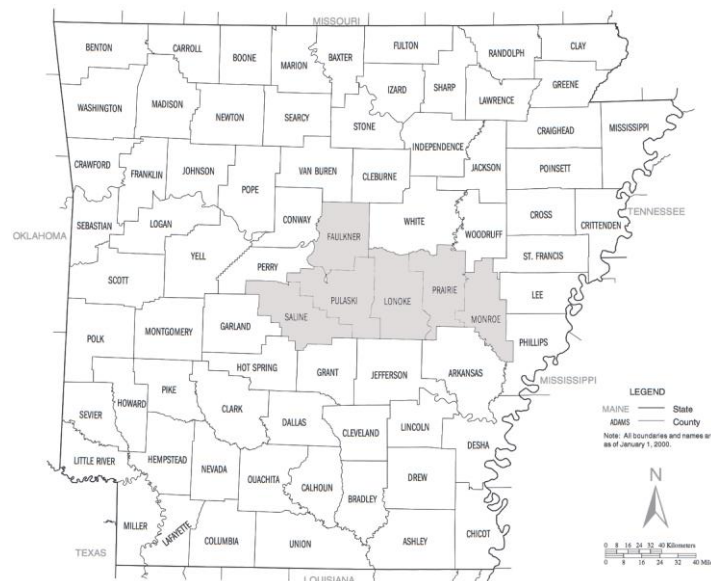 MISSOURI
BENTON
CARROLL
BOONE
MARION
BAXTER
FULTON
RANDOLPH
CLAY
IZARD
SHARP
GREENE
LAWRENCE
WASHINGTON
MADISON
NEWTON
SEARCY
STONE
INDEPENDENCE
CRAIGHEAD
MISSISSIPPI
CRAWFORD
FRANKLIN
JOHNSON
POPE
VAN BUREN
CLEBURNE
JACKSON
POINSETT
SEBASTIAN
LOGAN
CONWAY
FAULKNER
WHITE
WOODRUFF
CROSS
CRITTENDEN
TENNESSEE
OKLAHOMA
YELL
PERRY
ST. FRANCIS
SCOTT
SALINE
PULASKI
LONOKE
PRAIRIE
MONROE
LEE
POLK
MONTGOMERY
GARLAND
PHILLIPS
HOT SPRING
GRANT
JEFFERSON
ARKANSAS
MISSISSIPPI
PIKE
HOWARD
SEVIER
CLARK
DALLAS
CLEVELAND
LINCOLN
DESHA
LITTLE RIVER
HEMPSTEAD
NEVADA
OUACHITA
CALHOUN
BRADLEY
DREW
MILLER
LAFAYETTE
COLUMBIA
UNION
ASHLEY
CHICOT
TEXAS
LOUISIANA
LEGEND
MAINE State
ADAMS County
Note: All boundaries and names are
as of January 1, 2000.
N
0 8 16 24 32 40 Kilometers
0 8 16 24 32 40 Mile